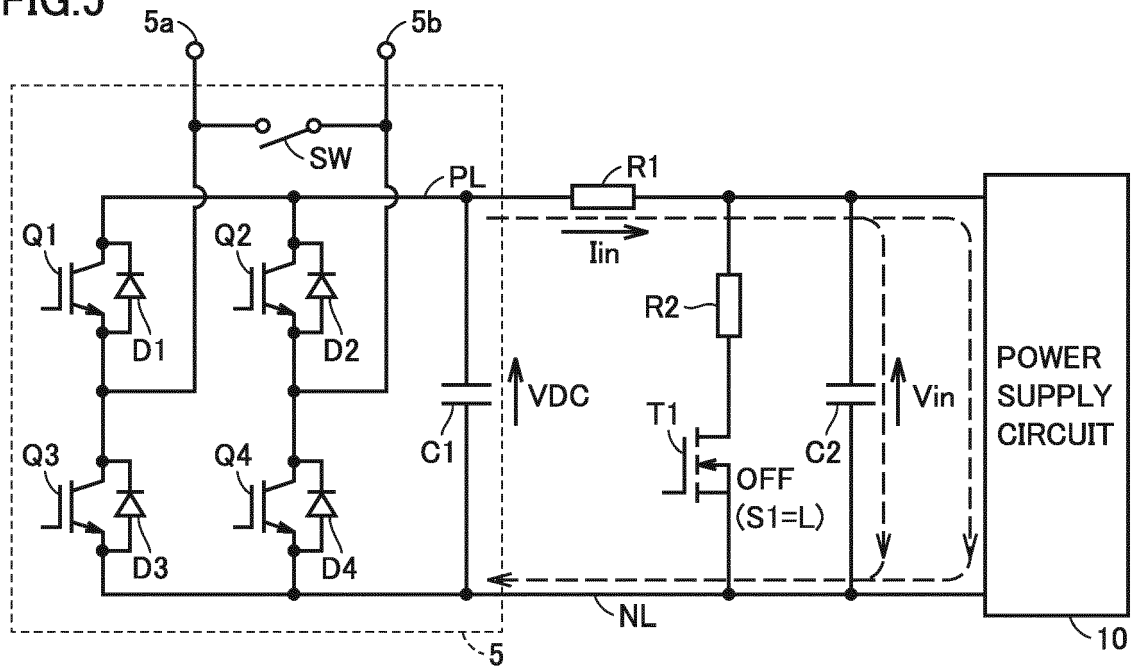 FIG.5
5a
5b
SW
PL
R1
Iin
Q1
Q2
D1
D2
R2
VDC
C1
T1
OFF
(S1=L)
C2
Vin
POWER
SUPPLY
CIRCUIT
Q3
Q4
D3
D4
NL
5
10